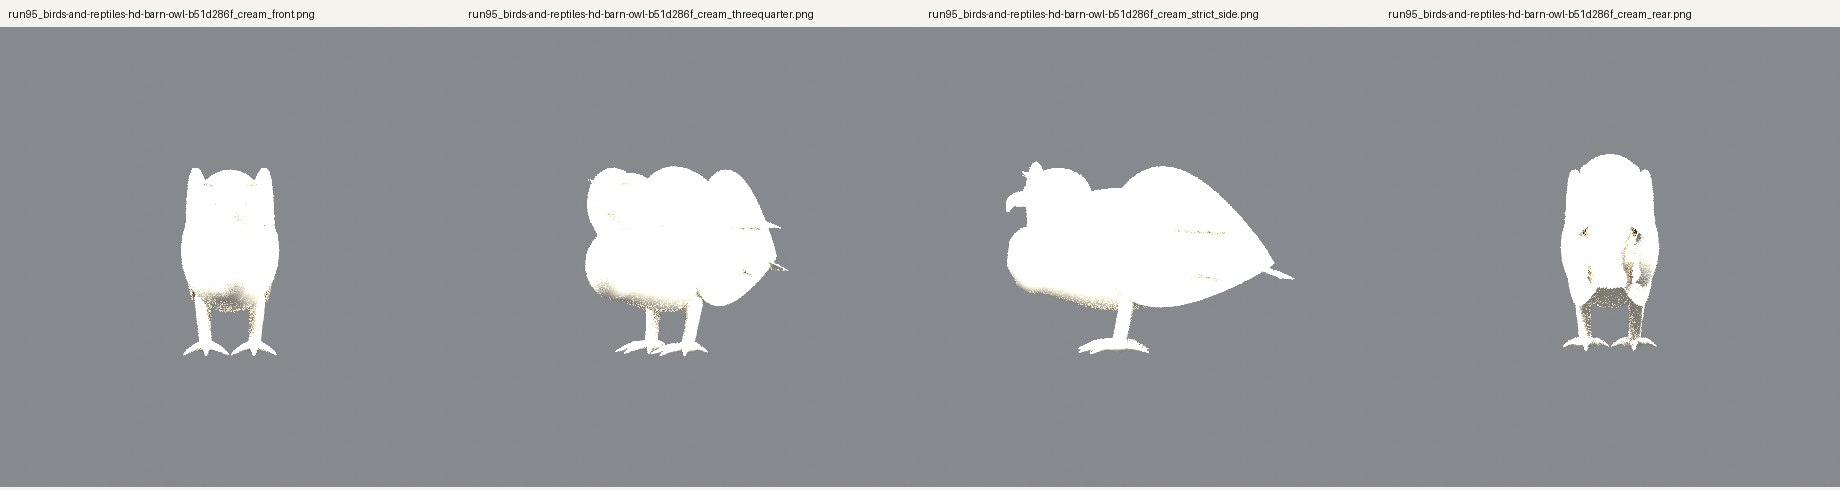 run95_birds-and-reptiles-hd-barn-owl-b51d286f_cream_front.png
run95_birds-and-reptiles-hd-barn-owl-b51d286f_cream_threequarter.png
run95_birds-and-reptiles-hd-barn-owl-b51d286f_cream_strict_side.png
run95_birds-and-reptiles-hd-barn-owl-b51d286f_cream_rear.png